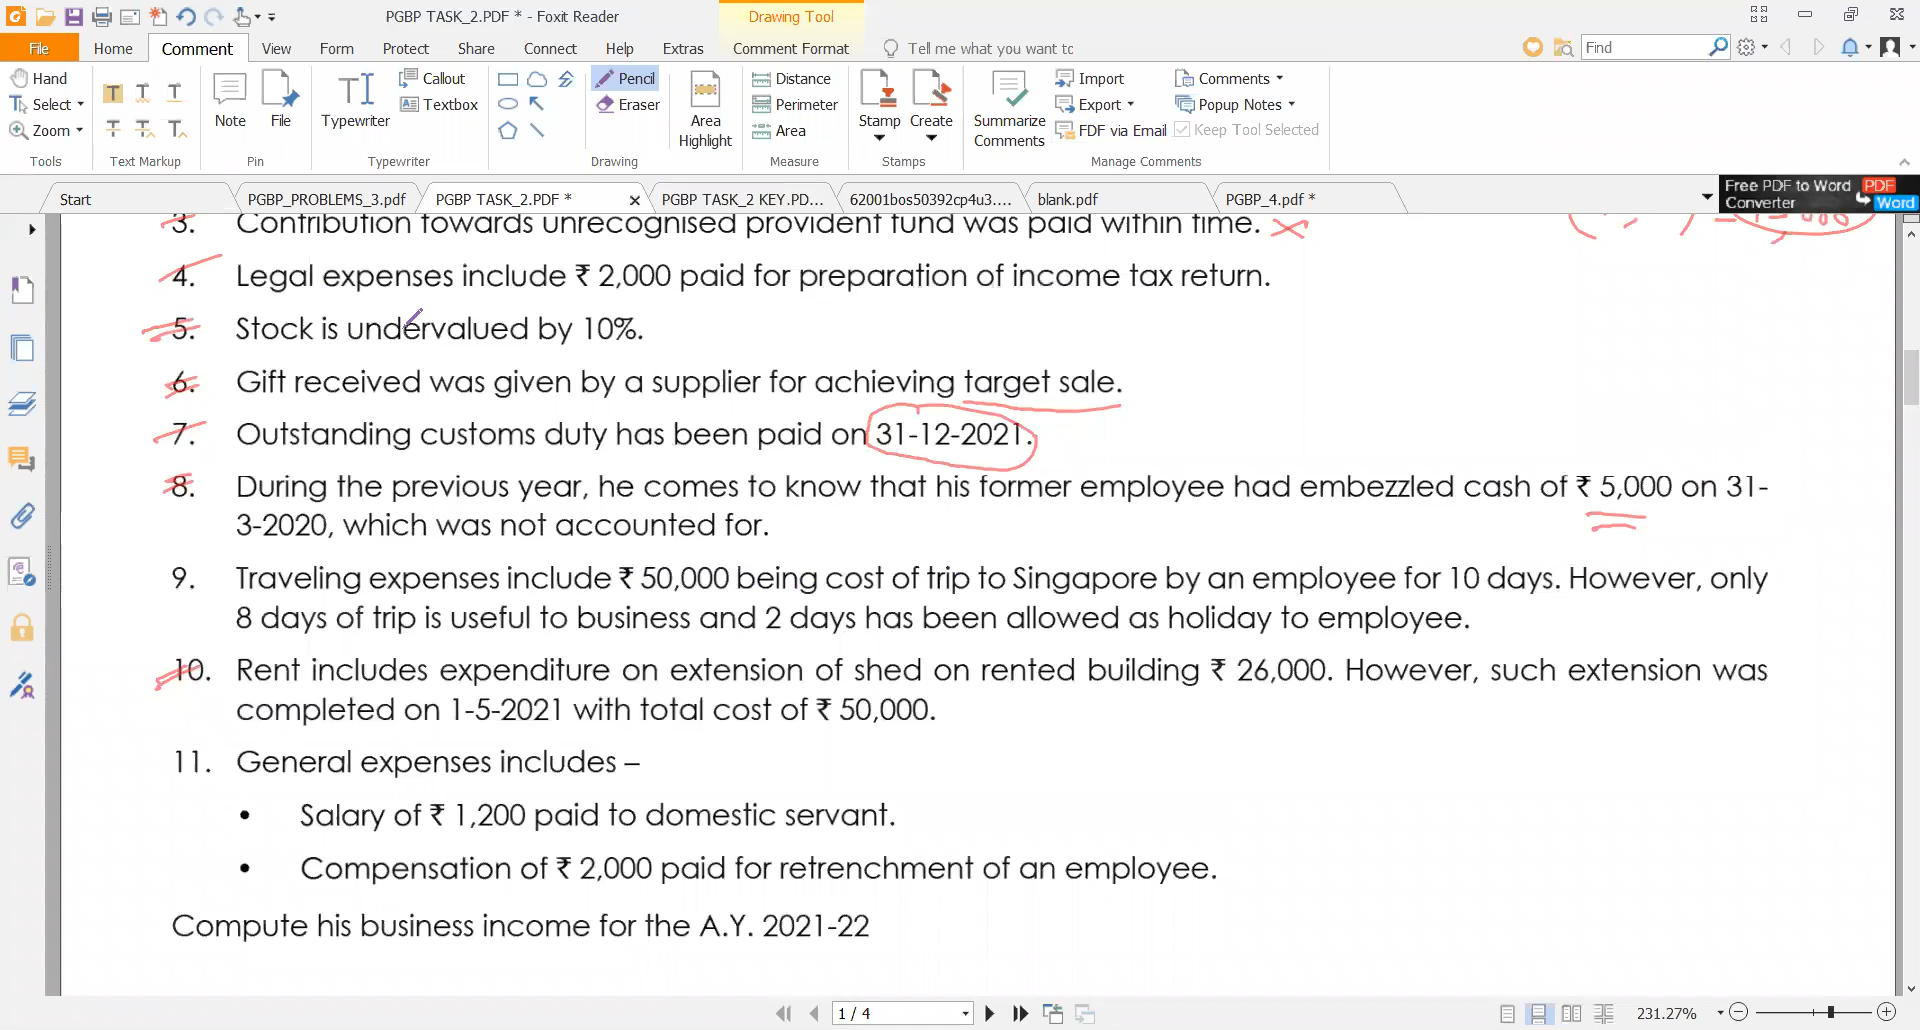 PGBP TASK_2.PDF * - Foxit Reader
Drawing Tool
File Home Comment View Form Protect Share Connect Help Extras Comment Format Tell me what you want to Find
Hand
Select
Zoom
Tools
Text Markup
Note
File
Pin
Typewriter
Callout
Textbox
Typewriter
Pencil
Eraser
Area
Highlight
Drawing
Distance
Perimeter
Area
Measure
Stamp
Create
Stamps
Summarize
Comments
Import
Export
FDF via Email
Comments
Popup Notes
Keep Tool Selected
Manage Comments
Start PGBP_PROBLEMS_3.pdf PGBP TASK_2.PDF * PGBP TASK_2 KEY.PD... 62001bos50392cp4u3.... blank.pdf PGBP_4.pdf *
Free PDF to Word PDF
Converter Word
3. Contribution towards unrecognised provident fund was paid within time.
4. Legal expenses include ₹ 2,000 paid for preparation of income tax return.
5. Stock is undervalued by 10%.
6. Gift received was given by a supplier for achieving target sale.
7. Outstanding customs duty has been paid on 31-12-2021.
8. During the previous year, he comes to know that his former employee had embezzled cash of ₹ 5,000 on 31-
3-2020, which was not accounted for.
9. Traveling expenses include ₹ 50,000 being cost of trip to Singapore by an employee for 10 days. However, only
8 days of trip is useful to business and 2 days has been allowed as holiday to employee.
10. Rent includes expenditure on extension of shed on rented building ₹ 26,000. However, such extension was
completed on 1-5-2021 with total cost of ₹ 50,000.
11. General expenses includes –
• Salary of ₹ 1,200 paid to domestic servant.
• Compensation of ₹ 2,000 paid for retrenchment of an employee.
Compute his business income for the A.Y. 2021-22
1 / 4
231.27%